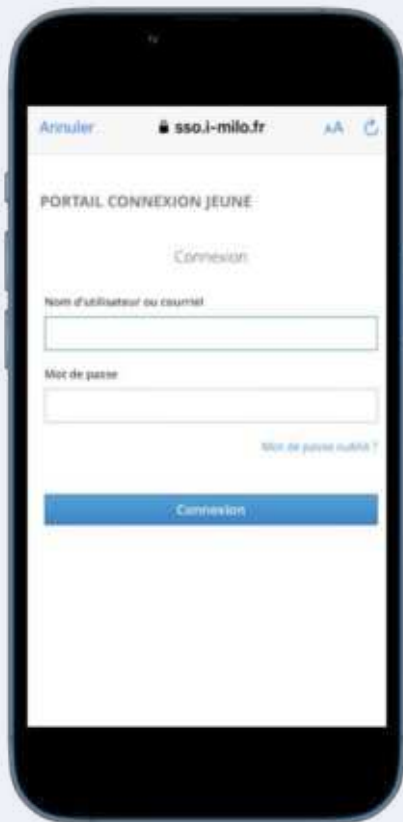 Annuler sso.i-milo.fr AA
PORTAIL CONNEXION JEUNE
Connexion
Nom d'utilisateur ou courriel
Mot de passe
Mot de passe oublié ?
Connexion